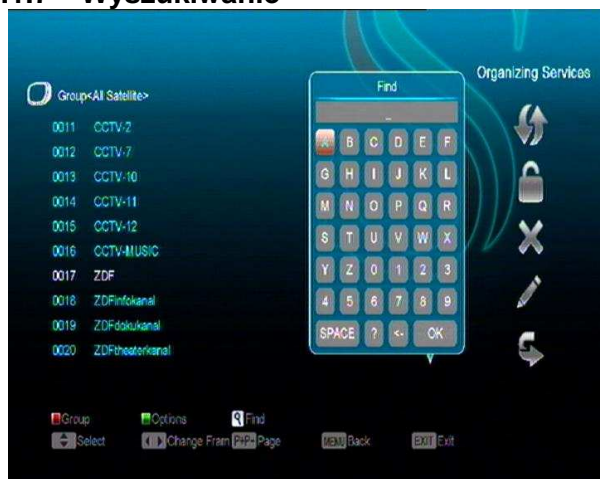 Wyszukiwanie
Organizing Services
Group<All Satellite>
0011 CCTV-2
0012 CCTV-7
0013 CCTV-10
0014 CCTV-11
0015 CCTV-12
0016 CCTV-MUSIC
0017 ZDF
0018 ZDFinfokanal
0019 ZDFdokukanal
0020 ZDFtheaterkanal
Find
_
A B C D E F
G H I J K L
M N O P Q R
S T U V W X
Y Z 0 1 2 3
4 5 6 7 8 9
SPACE ? <- OK
Group Options Find
Select Change Fram P+P- Page MENU Back EXIT Exit